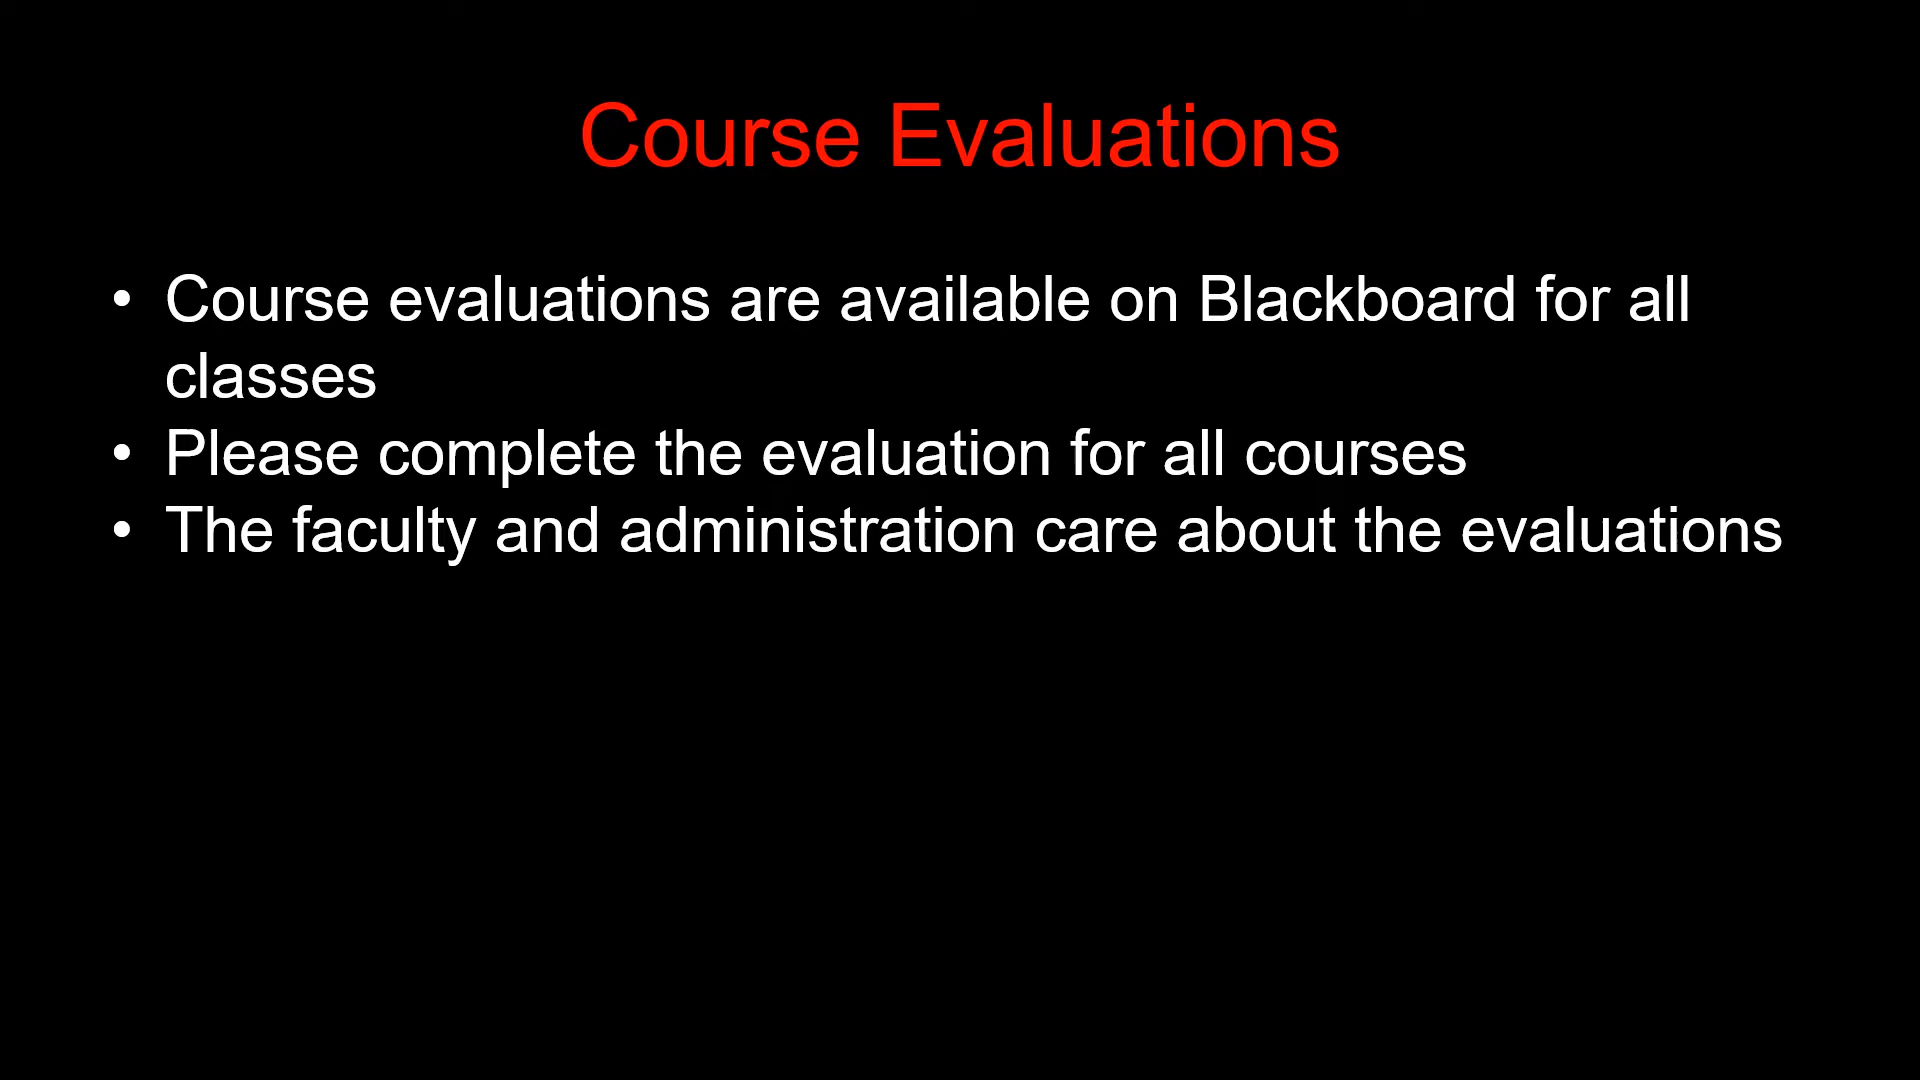 Course Evaluations
• Course evaluations are available on Blackboard for all
classes
• Please complete the evaluation for all courses
• The faculty and administration care about the evaluations